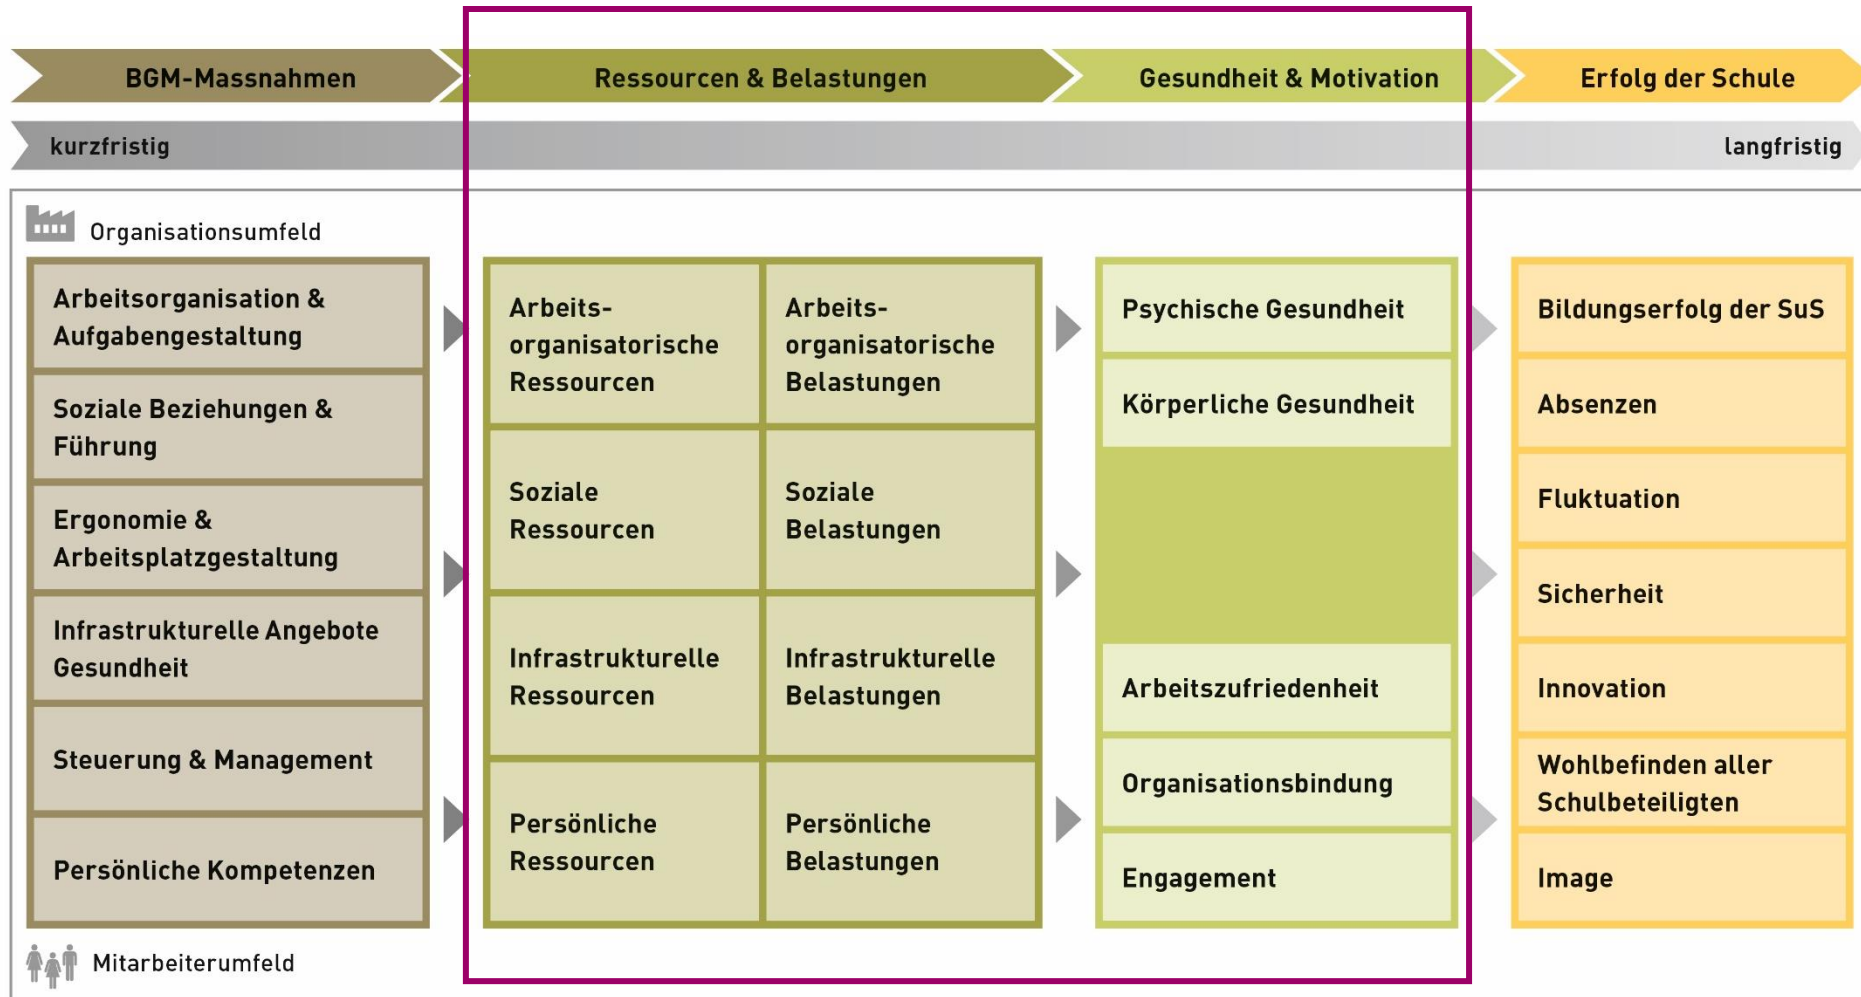 BGM-Massnahmen
Ressourcen & Belastungen
Gesundheit & Motivation
Erfolg der Schule
kurzfristig
langfristig
Organisationsumfeld
Arbeitsorganisation &
Aufgabengestaltung
Soziale Beziehungen &
Führung
Ergonomie &
Arbeitsplatzgestaltung
Infrastrukturelle Angebote
Gesundheit
Steuerung & Management
Persönliche Kompetenzen
Arbeits-
organisatorische
Ressourcen
Arbeits-
organisatorische
Belastungen
Soziale
Ressourcen
Soziale
Belastungen
Infrastrukturelle
Ressourcen
Infrastrukturelle
Belastungen
Persönliche
Ressourcen
Persönliche
Belastungen
Psychische Gesundheit
Körperliche Gesundheit
Arbeitszufriedenheit
Organisationsbindung
Engagement
Bildungserfolg der SuS
Absenzen
Fluktuation
Sicherheit
Innovation
Wohlbefinden aller
Schulbeteiligten
Image
Mitarbeiterumfeld